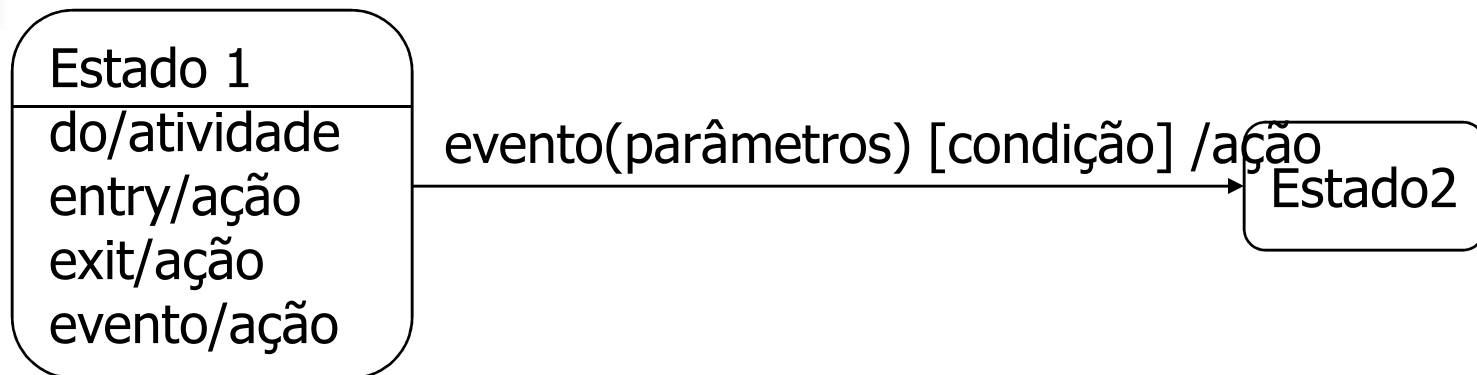 Estado 1
do/atividade
entry/ação
exit/ação
evento/ação
evento(parâmetros) [condição] /ação
Estado2